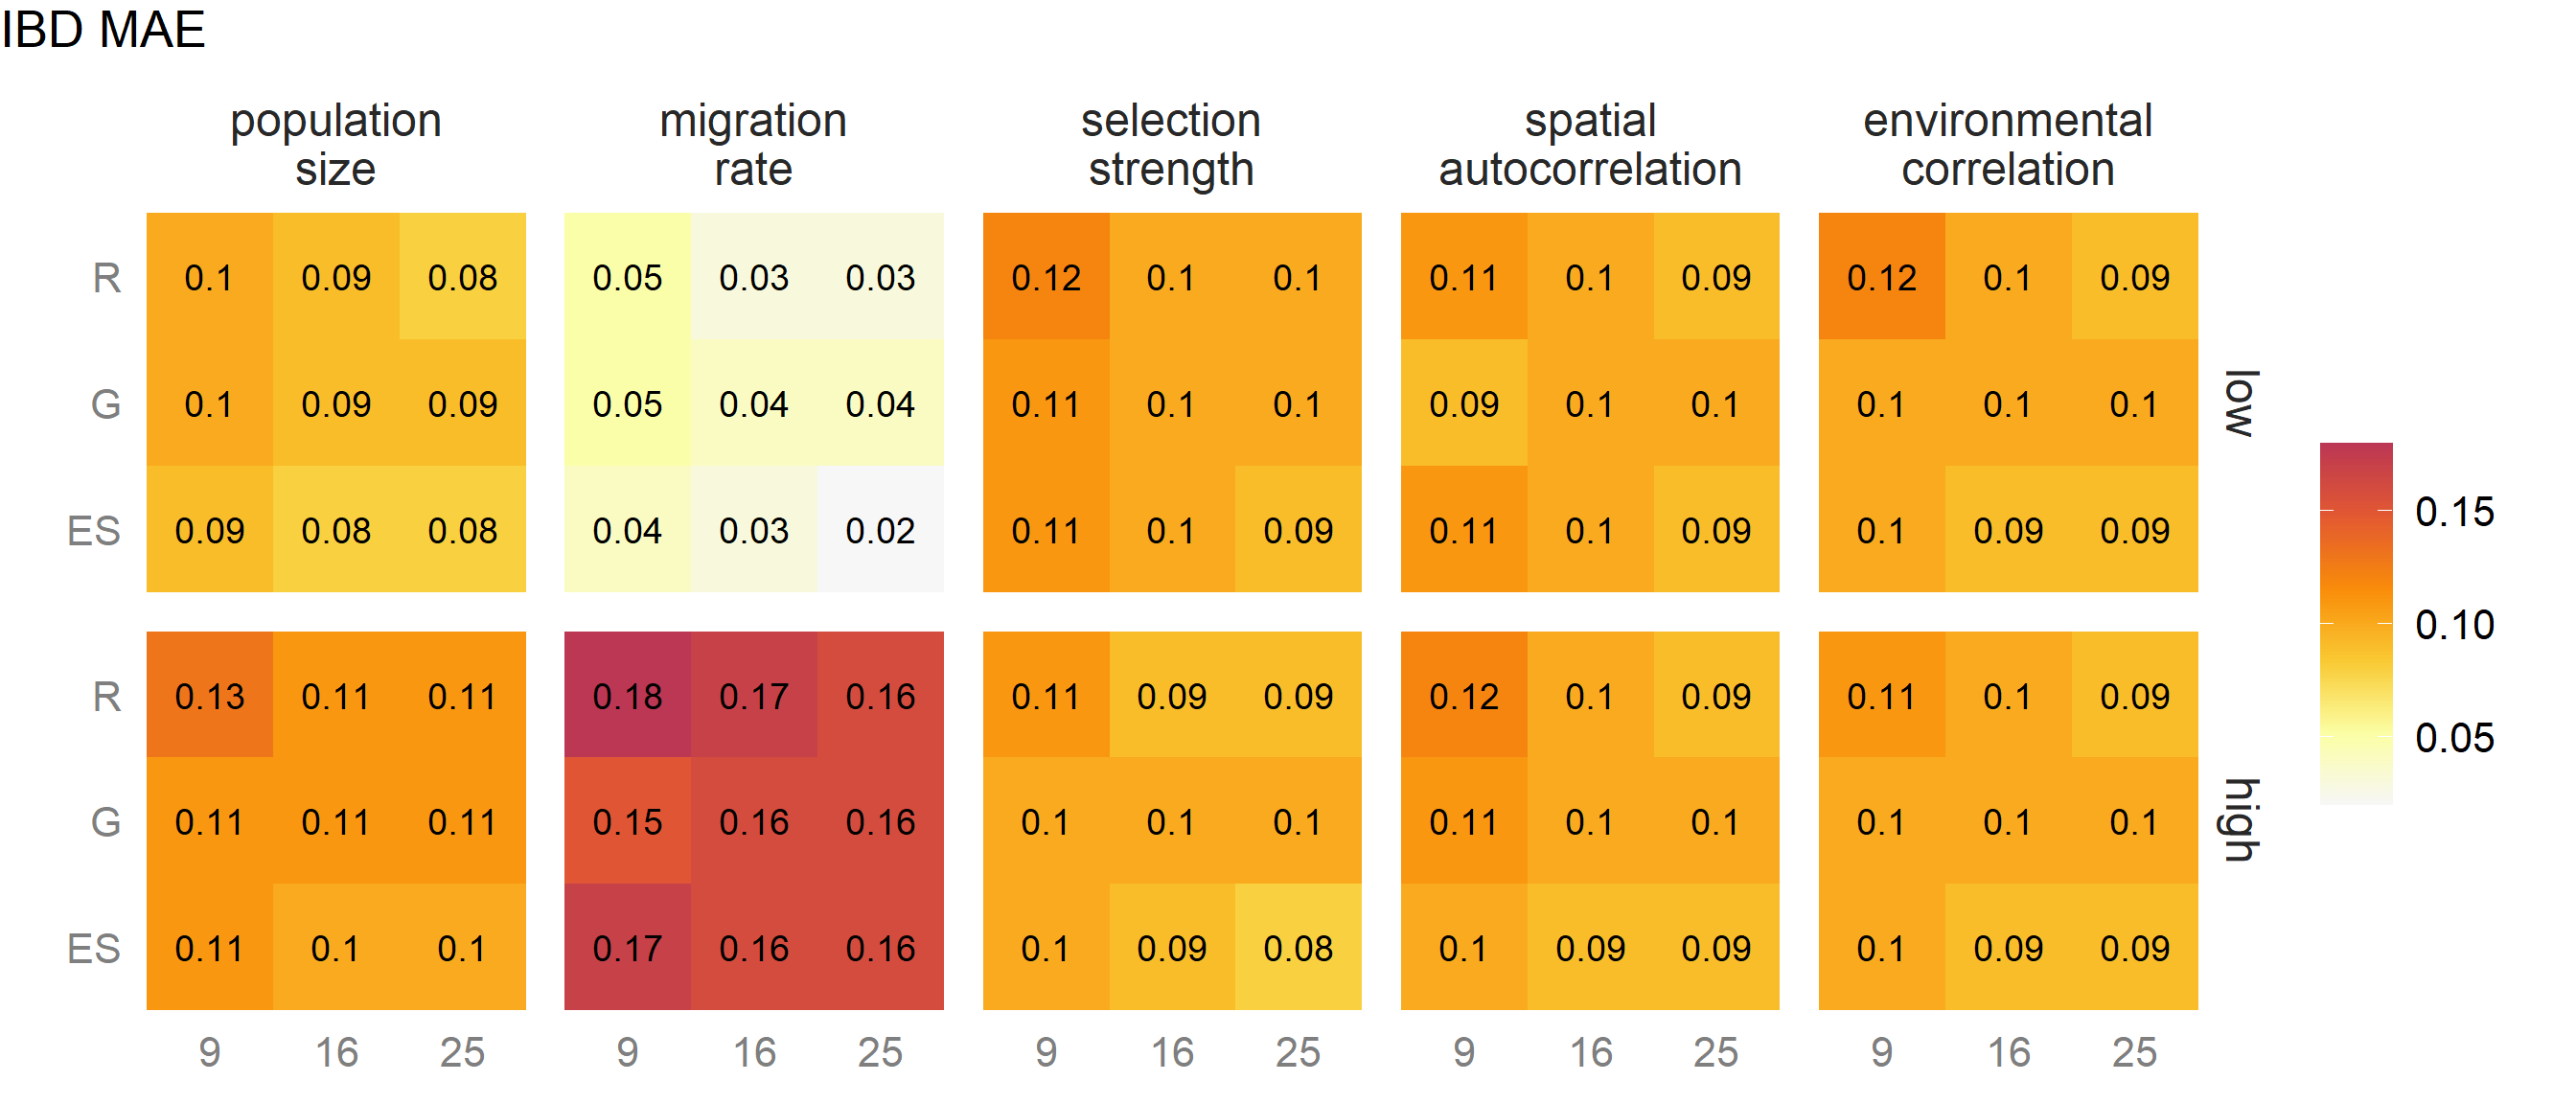 IBD MAE
population size
migration rate
selection strength
spatial autocorrelation
environmental correlation
R 0.1 0.09 0.08 0.05 0.03 0.03 0.12 0.1 0.1 0.11 0.1 0.09 0.12 0.1 0.09
G 0.1 0.09 0.09 0.05 0.04 0.04 0.11 0.1 0.1 0.09 0.1 0.1 0.1 0.1 0.1
ES 0.09 0.08 0.08 0.04 0.03 0.02 0.11 0.1 0.09 0.11 0.1 0.09 0.1 0.09 0.09
low
R 0.13 0.11 0.11 0.18 0.17 0.16 0.11 0.09 0.09 0.12 0.1 0.09 0.11 0.1 0.09
G 0.11 0.11 0.11 0.15 0.16 0.16 0.1 0.1 0.1 0.11 0.1 0.1 0.1 0.1 0.1
ES 0.11 0.1 0.1 0.17 0.16 0.16 0.1 0.09 0.08 0.1 0.09 0.09 0.1 0.09 0.09
high
9 16 25 9 16 25 9 16 25 9 16 25 9 16 25
0.15
0.10
0.05